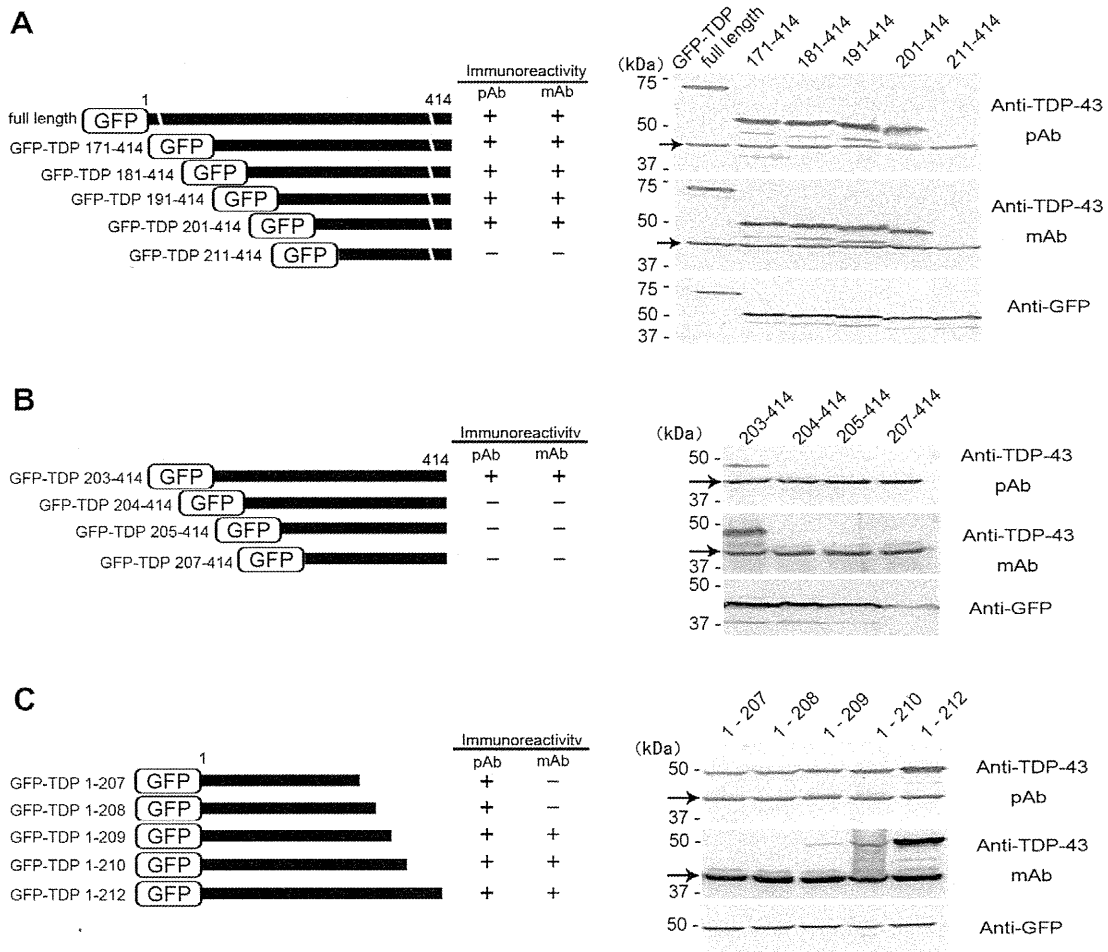 A
Immunoreactivity
pAb mAb
1 414
full length GFP + +
GFP-TDP 171-414 GFP + +
GFP-TDP 181-414 GFP + +
GFP-TDP 191-414 GFP + +
GFP-TDP 201-414 GFP + +
GFP-TDP 211-414 GFP − −
(kDa) GFP-TDP full length 171-414 181-414 191-414 201-414 211-414
75 -
50 -
37 -
Anti-TDP-43
pAb
75 -
50 -
37 -
Anti-TDP-43
mAb
75 -
50 -
37 -
Anti-GFP
B
Immunoreactivity
pAb mAb
414
GFP-TDP 203-414 GFP + +
GFP-TDP 204-414 GFP − −
GFP-TDP 205-414 GFP − −
GFP-TDP 207-414 GFP − −
(kDa) 203-414 204-414 205-414 207-414
50 -
37 -
Anti-TDP-43
pAb
50 -
37 -
Anti-TDP-43
mAb
50 -
37 -
Anti-GFP
C
Immunoreactivity
pAb mAb
1
GFP-TDP 1-207 GFP + −
GFP-TDP 1-208 GFP + −
GFP-TDP 1-209 GFP + +
GFP-TDP 1-210 GFP + +
GFP-TDP 1-212 GFP + +
(kDa) 1 - 207 1 - 208 1 - 209 1 - 210 1 - 212
50 -
37 -
Anti-TDP-43
pAb
50 -
37 -
Anti-TDP-43
mAb
50 -
Anti-GFP